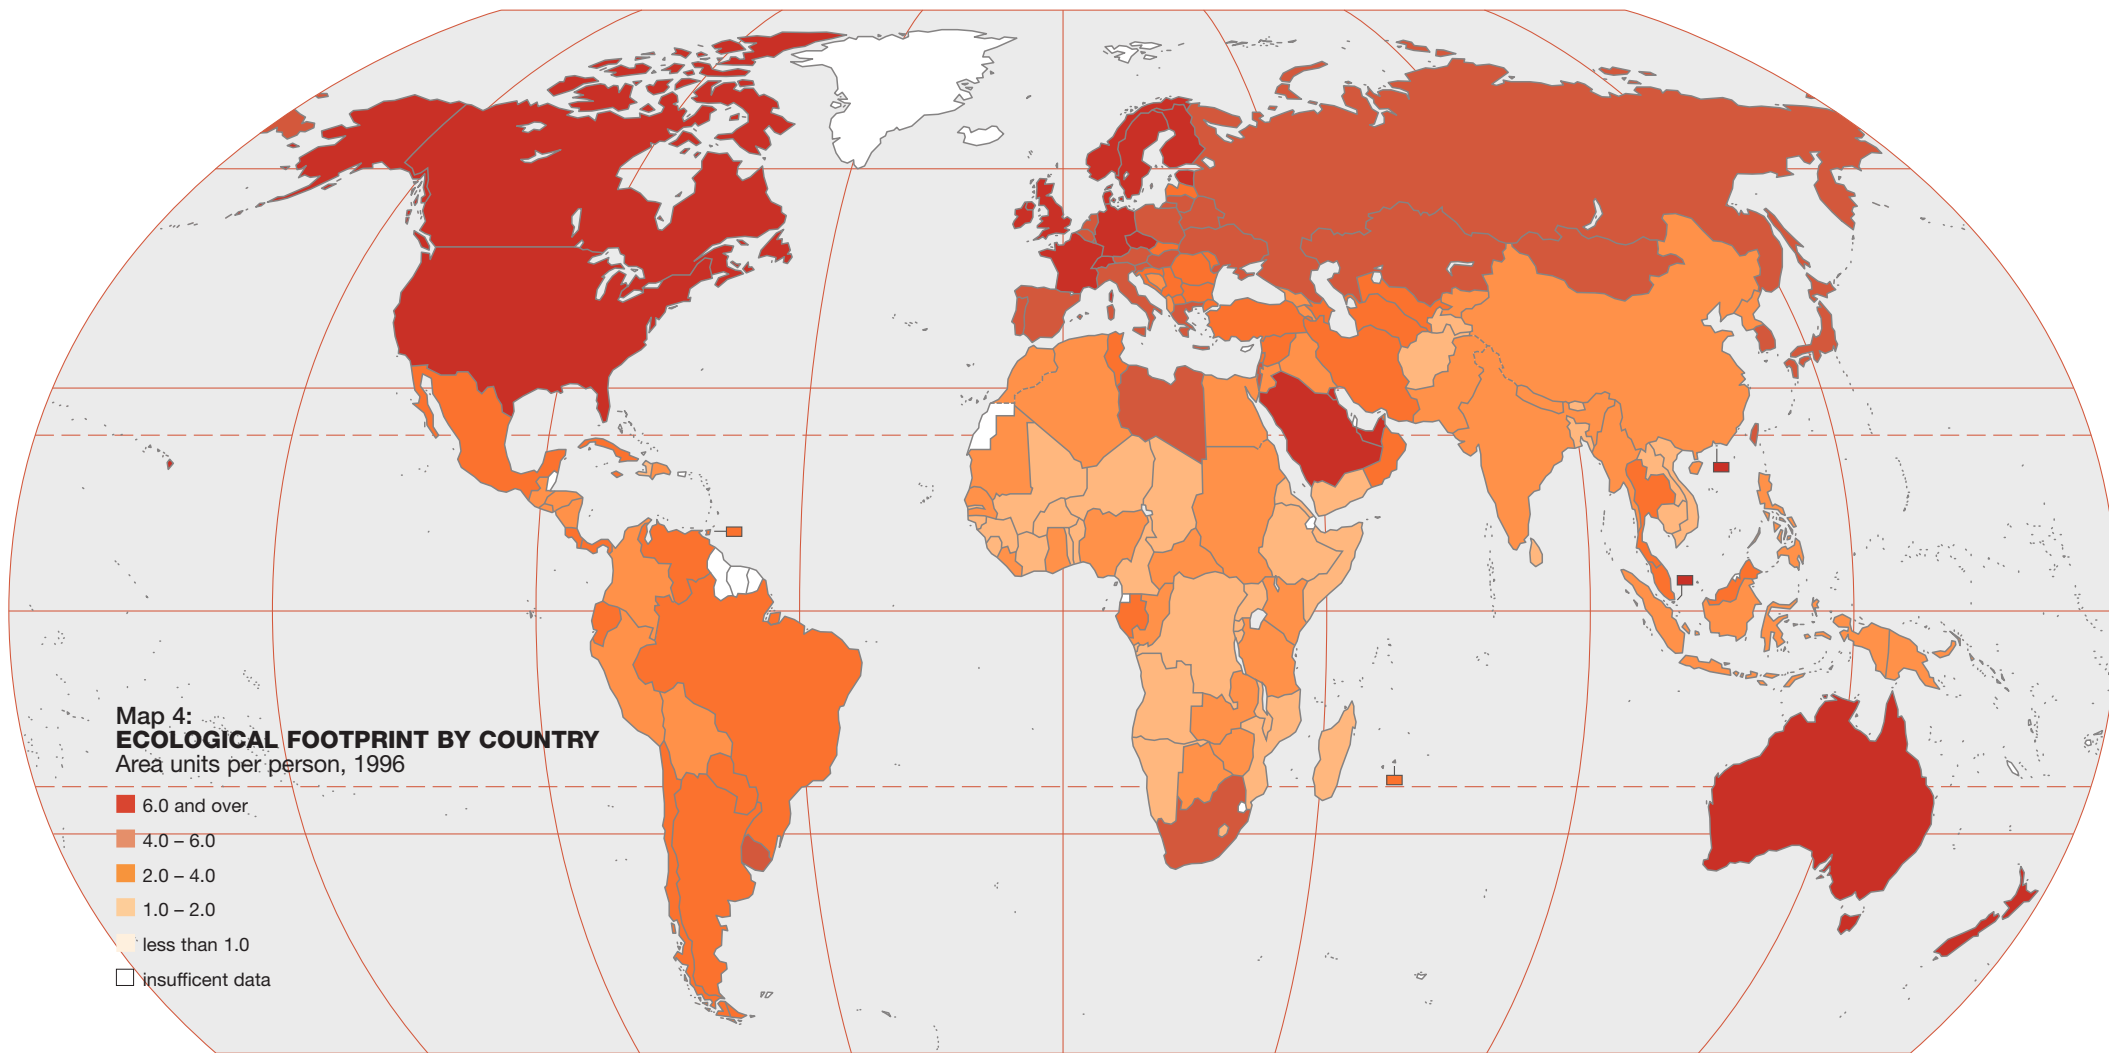 Map 4:
ECOLOGICAL FOOTPRINT BY COUNTRY
Area units per person, 1996
6.0 and over
4.0 – 6.0
2.0 – 4.0
1.0 – 2.0
less than 1.0
insufficent data